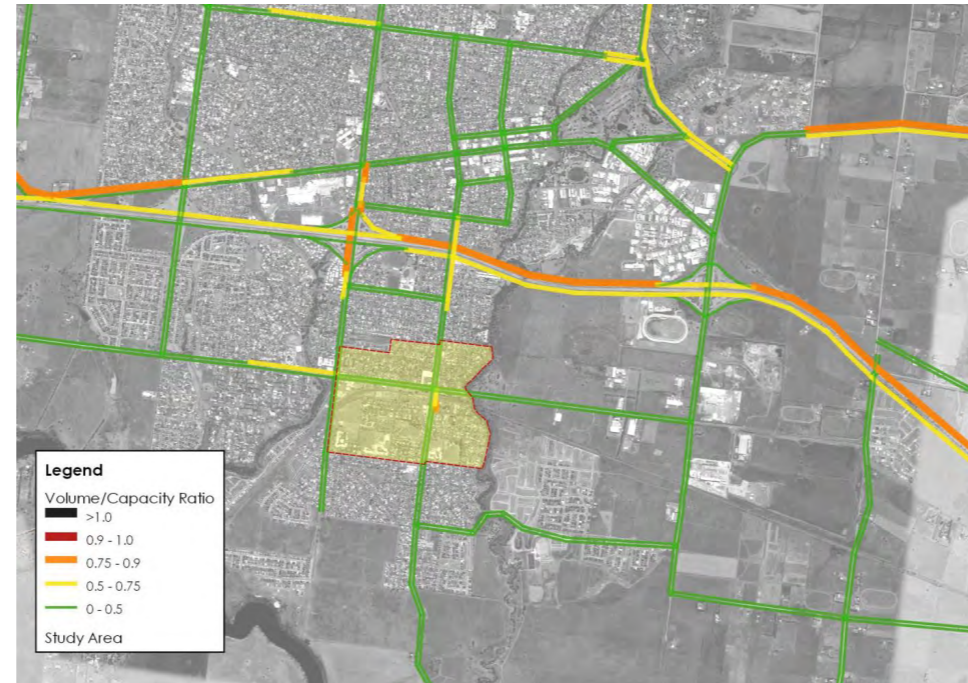 Legend
Volume/Capacity Ratio
>1.0
0.9 - 1.0
0.75 - 0.9
0.5 - 0.75
0 - 0.5
Study Area